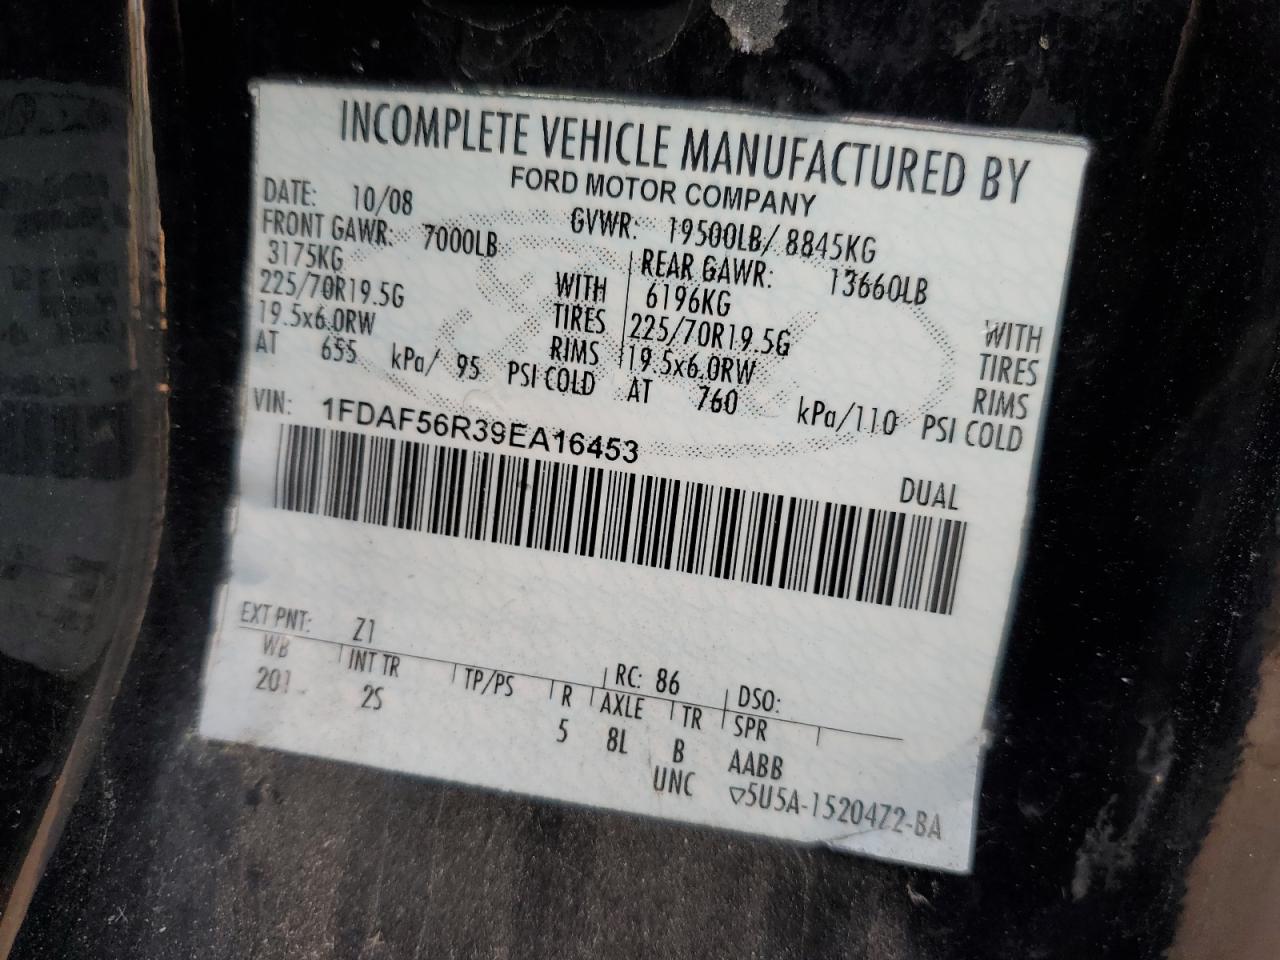 INCOMPLETE VEHICLE MANUFACTURED BY
FORD MOTOR COMPANY
DATE: 10/08 GVWR: 19500LB/ 8845KG
FRONT GAWR: 7000LB REAR GAWR: 13660LB
3175KG WITH 6196KG WITH
225/70R19.5G TIRES 225/70R19.5G TIRES
19.5x6.0RW RIMS 19.5x6.0RW RIMS
AT 655 kPa/ 95 PSI COLD AT 760 kPa/110 PSI COLD
VIN: 1FDAF56R39EA16453
DUAL
EXT PNT: Z1 RC: 86 DSO:
WB INT TR TP/PS R AXLE TR SPR
201 2S 5 8L B AABB
UNC ▽5U5A-15204Z2-BA